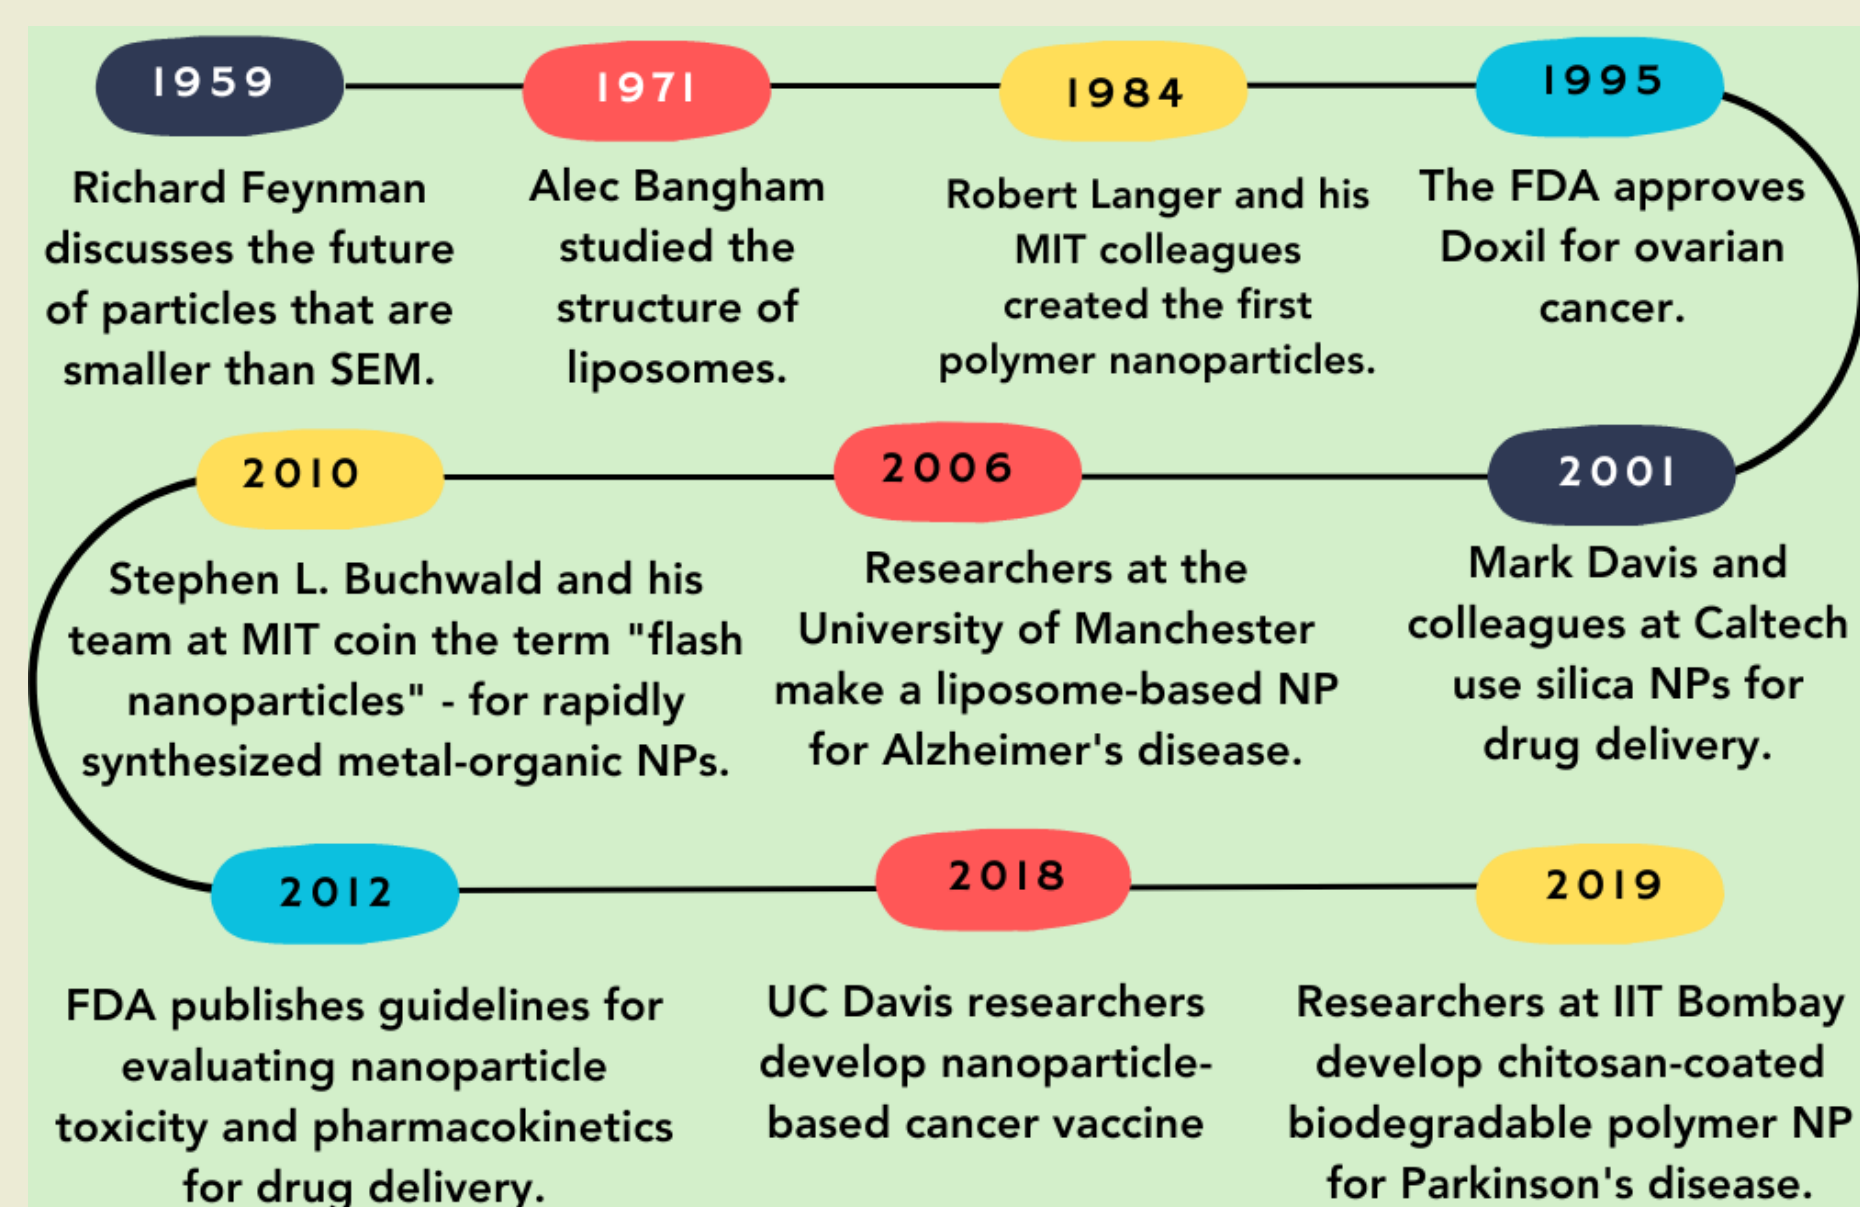 1959
Richard Feynman
discusses the future
of particles that are
smaller than SEM.
1971
Alec Bangham
studied the
structure of
liposomes.
1984
Robert Langer and his
MIT colleagues
created the first
polymer nanoparticles.
1995
The FDA approves
Doxil for ovarian
cancer.
2001
Mark Davis and
colleagues at Caltech
use silica NPs for
drug delivery.
2006
Researchers at the
University of Manchester
make a liposome-based NP
for Alzheimer's disease.
2010
Stephen L. Buchwald and his
team at MIT coin the term "flash
nanoparticles" - for rapidly
synthesized metal-organic NPs.
2012
FDA publishes guidelines for
evaluating nanoparticle
toxicity and pharmacokinetics
for drug delivery.
2018
UC Davis researchers
develop nanoparticle-
based cancer vaccine
2019
Researchers at IIT Bombay
develop chitosan-coated
biodegradable polymer NP
for Parkinson's disease.